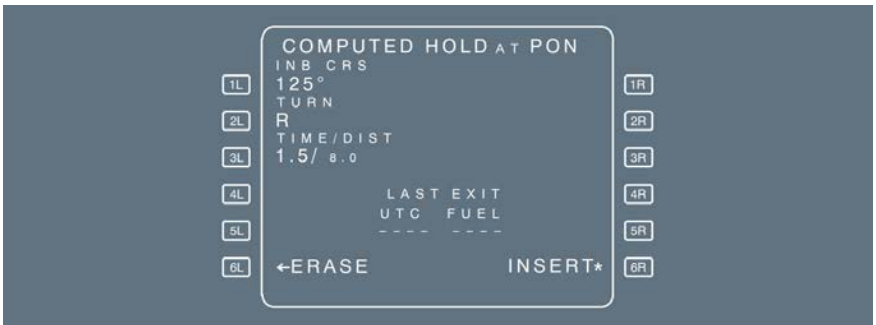 COMPUTED HOLD AT PON
INB CRS
1L 125° 1R
TURN
2L R 2R
TIME/DIST
3L 1.5/ 8.0 3R
4L LAST EXIT 4R
UTC FUEL
5L ---- ---- 5R
6L ←ERASE INSERT* 6R